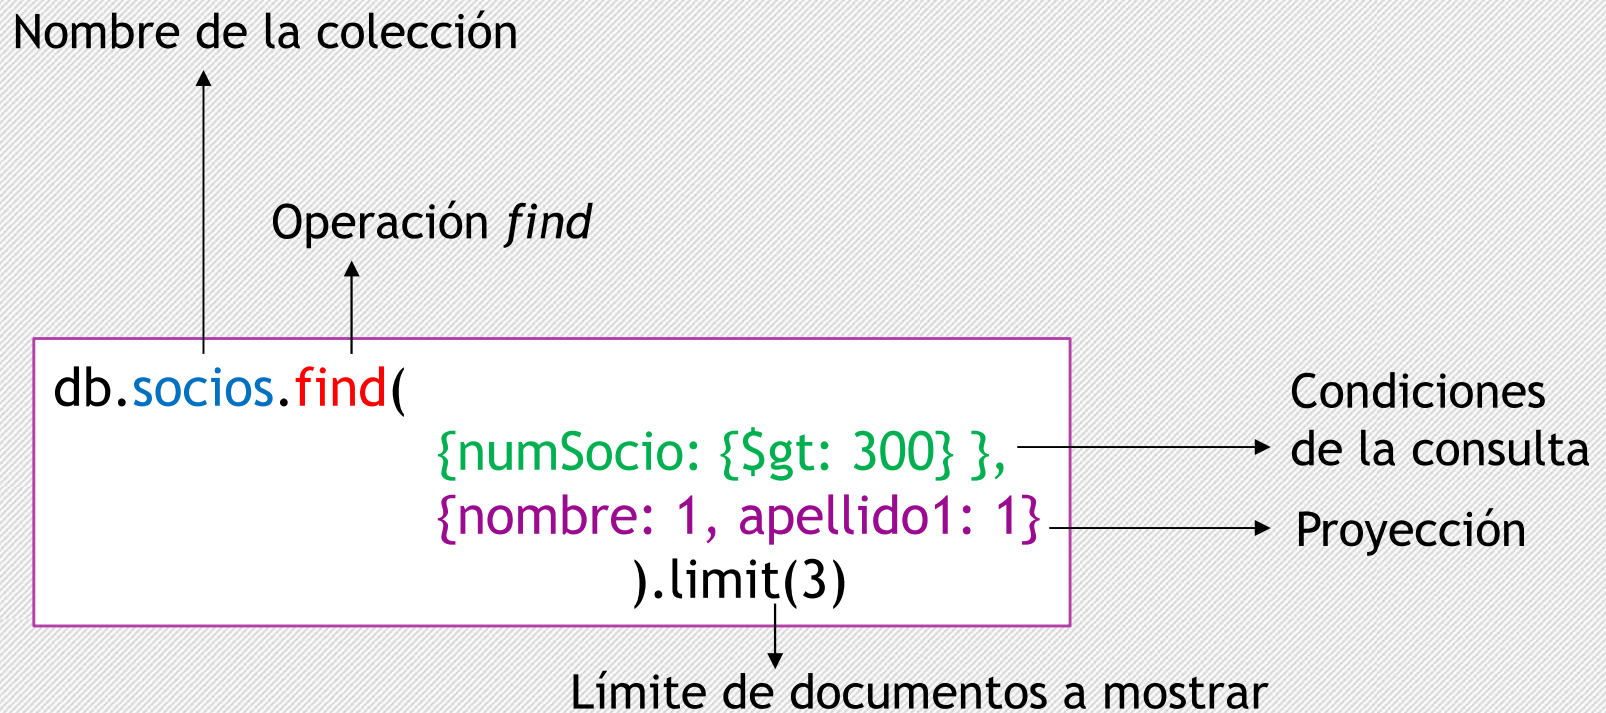 Nombre de la colección
Operación find
db.socios.find(
{numSocio: {$gt: 300} },
{nombre: 1, apellido1: 1}
).limit(3)
Condiciones
de la consulta
Proyección
Límite de documentos a mostrar